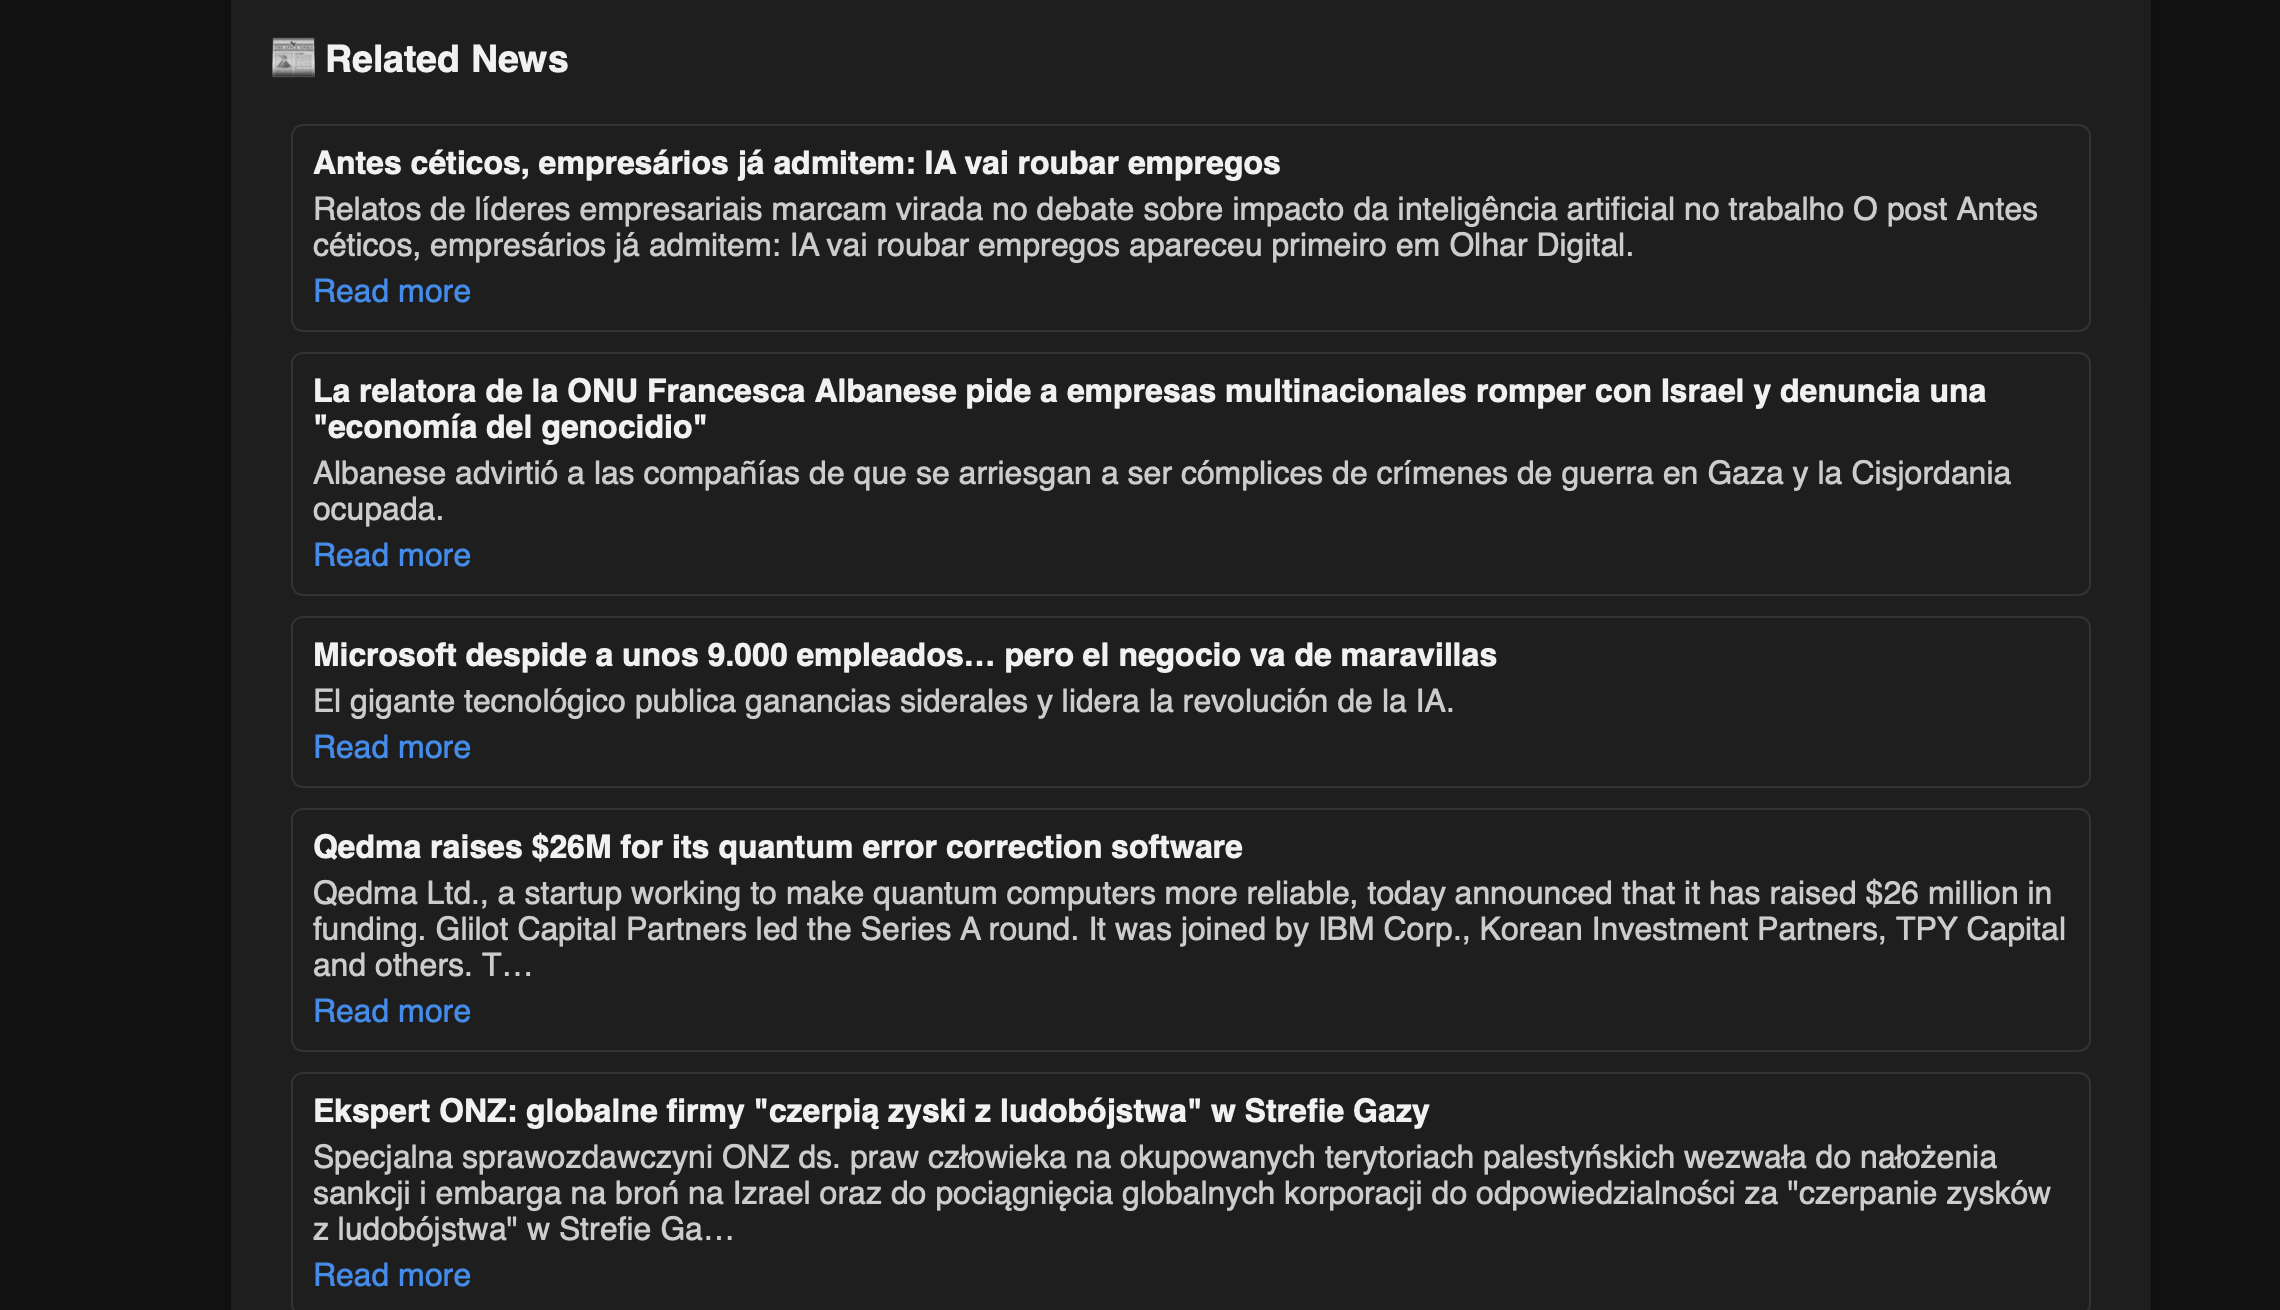 Related News
Antes céticos, empresários já admitem: IA vai roubar empregos
Relatos de líderes empresariais marcam virada no debate sobre impacto da inteligência artificial no trabalho O post Antes
céticos, empresários já admitem: IA vai roubar empregos apareceu primeiro em Olhar Digital.
Read more
La relatora de la ONU Francesca Albanese pide a empresas multinacionales romper con Israel y denuncia una
"economía del genocidio"
Albanese advirtió a las compañías de que se arriesgan a ser cómplices de crímenes de guerra en Gaza y la Cisjordania
ocupada.
Read more
Microsoft despide a unos 9.000 empleados… pero el negocio va de maravillas
El gigante tecnológico publica ganancias siderales y lidera la revolución de la IA.
Read more
Qedma raises $26M for its quantum error correction software
Qedma Ltd., a startup working to make quantum computers more reliable, today announced that it has raised $26 million in
funding. Glilot Capital Partners led the Series A round. It was joined by IBM Corp., Korean Investment Partners, TPY Capital
and others. T…
Read more
Ekspert ONZ: globalne firmy "czerpią zyski z ludobójstwa" w Strefie Gazy
Specjalna sprawozdawczyni ONZ ds. praw człowieka na okupowanych terytoriach palestyńskich wezwała do nałożenia
sankcji i embarga na broń na Izrael oraz do pociągnięcia globalnych korporacji do odpowiedzialności za "czerpanie zysków
z ludobójstwa" w Strefie Ga…
Read more